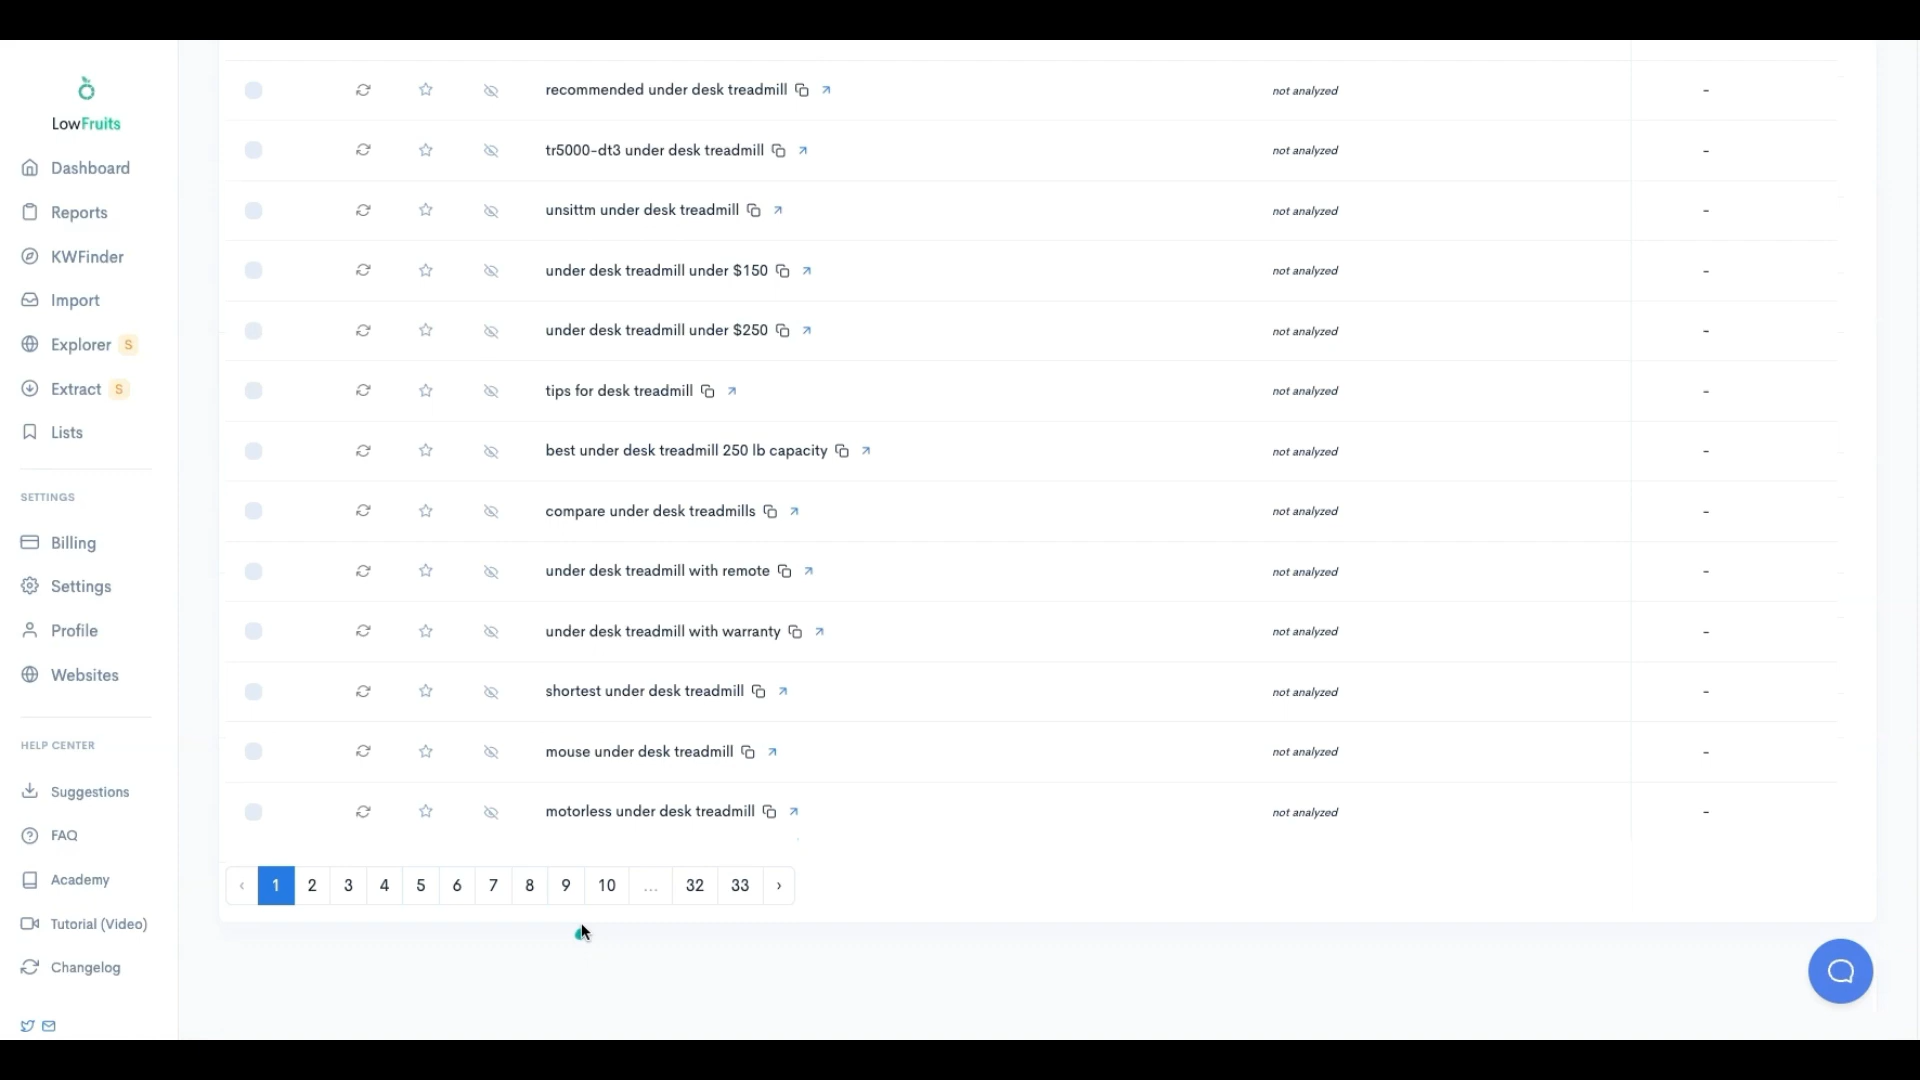 LowFruits
Dashboard
Reports
KWFinder
Import
Explorer S
Extract S
Lists
SETTINGS
Billing
Settings
Profile
Websites
HELP CENTER
Suggestions
FAQ
Academy
Tutorial (Video)
Changelog
recommended under desk treadmill not analyzed -
tr5000-dt3 under desk treadmill not analyzed -
unsittm under desk treadmill not analyzed -
under desk treadmill under $150 not analyzed -
under desk treadmill under $250 not analyzed -
tips for desk treadmill not analyzed -
best under desk treadmill 250 lb capacity not analyzed -
compare under desk treadmills not analyzed -
under desk treadmill with remote not analyzed -
under desk treadmill with warranty not analyzed -
shortest under desk treadmill not analyzed -
mouse under desk treadmill not analyzed -
motorless under desk treadmill not analyzed -
‹ 1 2 3 4 5 6 7 8 9 10 ... 32 33 ›